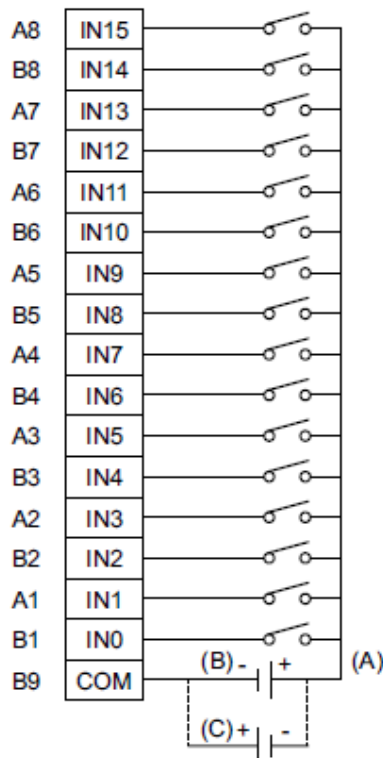 A8 IN15
B8 IN14
A7 IN13
B7 IN12
A6 IN11
B6 IN10
A5 IN9
B5 IN8
A4 IN7
B4 IN6
A3 IN5
B3 IN4
A2 IN3
B2 IN2
A1 IN1
B1 IN0
B9 COM (B) - + (A)
(C) + -